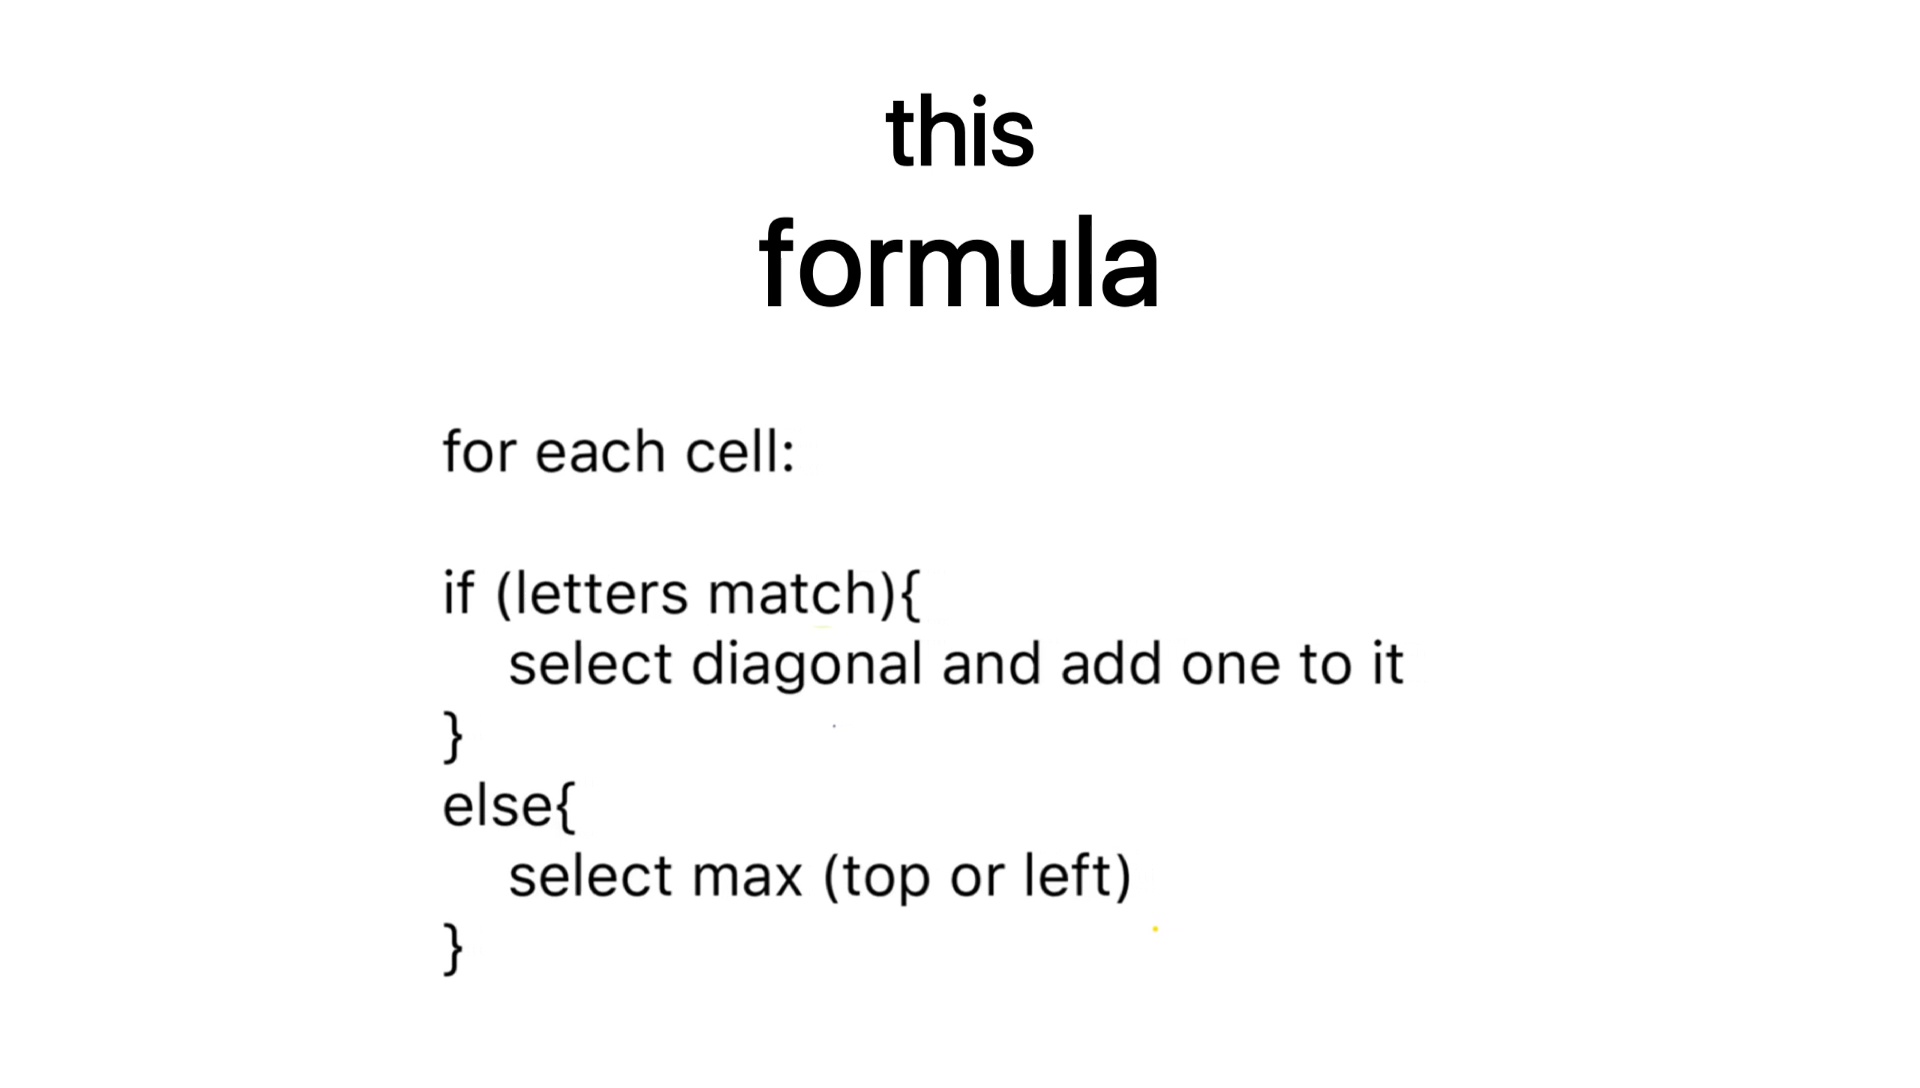 this
formula
for each cell:
if (letters match){
select diagonal and add one to it
}
else{
select max (top or left)
}